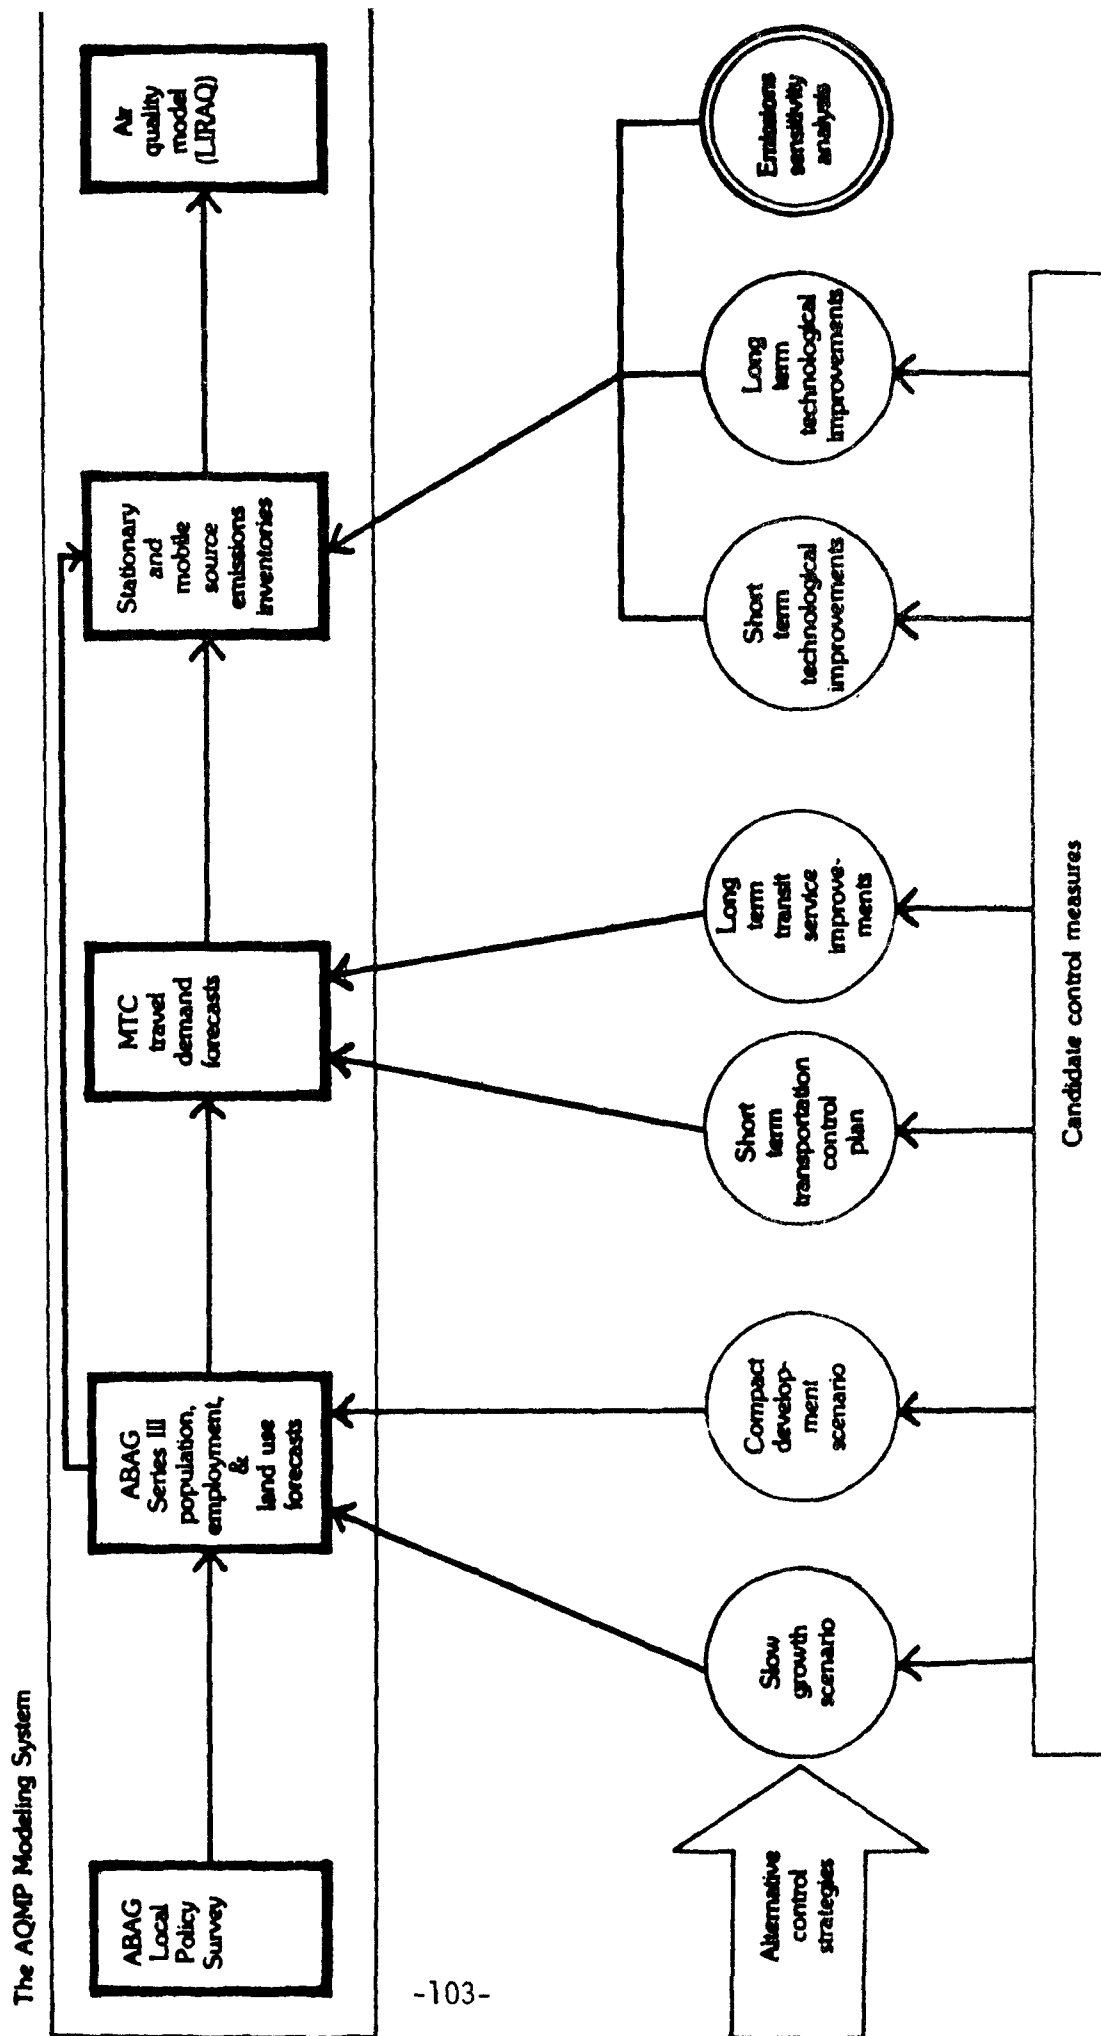 The AQMP Modeling System
ABAG
Local
Policy
Survey
ABAG
Series III
population,
employment,
&
land use
forecasts
MTC
travel
demand
forecasts
Stationary
and
mobile
source
emissions
inventories
Air
quality
model
(LIRAQ)
Alternative
control
strategies
Slow
growth
scenario
Compact
develop-
ment
scenario
Short
term
transportation
control
plan
Long
term
transit
service
improve-
ments
Short
term
technological
improvements
Long
term
technological
improvements
Emissions
sensitivity
analysis
Candidate control measures
-103-